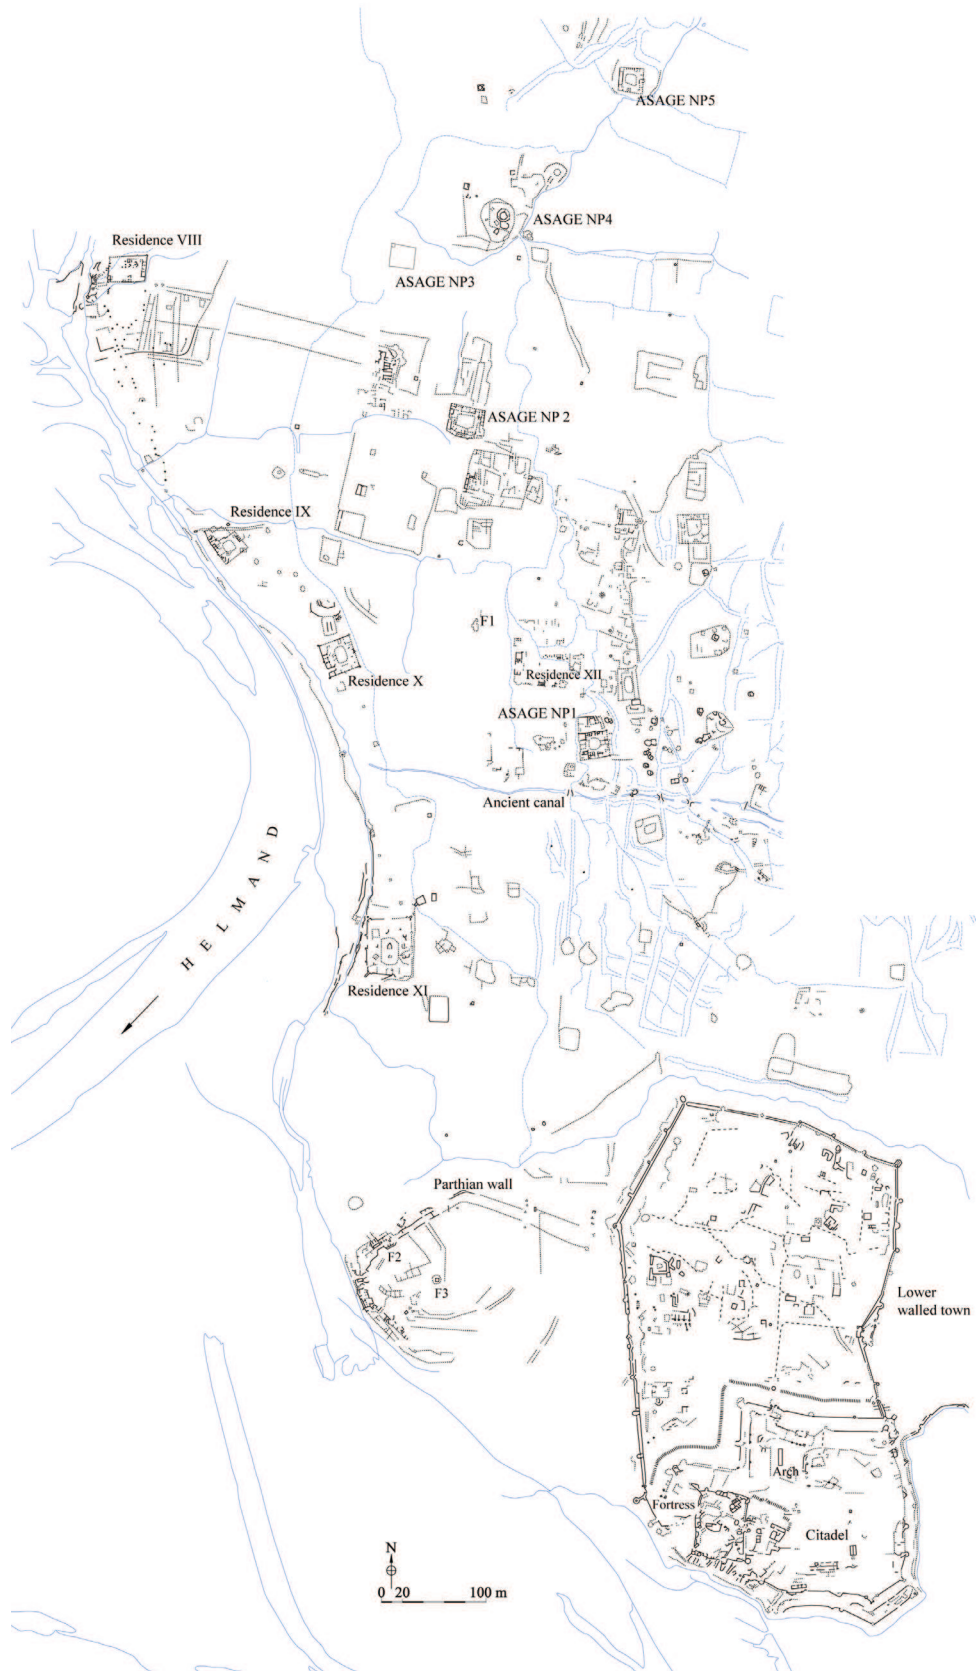 ASAGE NP5
ASAGE NP4
Residence VIII
ASAGE NP3
ASAGE NP 2
Residence IX
F1
Residence XII
Residence X
ASAGE NP1
Ancient canal
HELMAND
Residence XI
Parthian wall
F2
F3
Lower
walled town
Arch
Fortress
Citadel
N
0 20 100 m